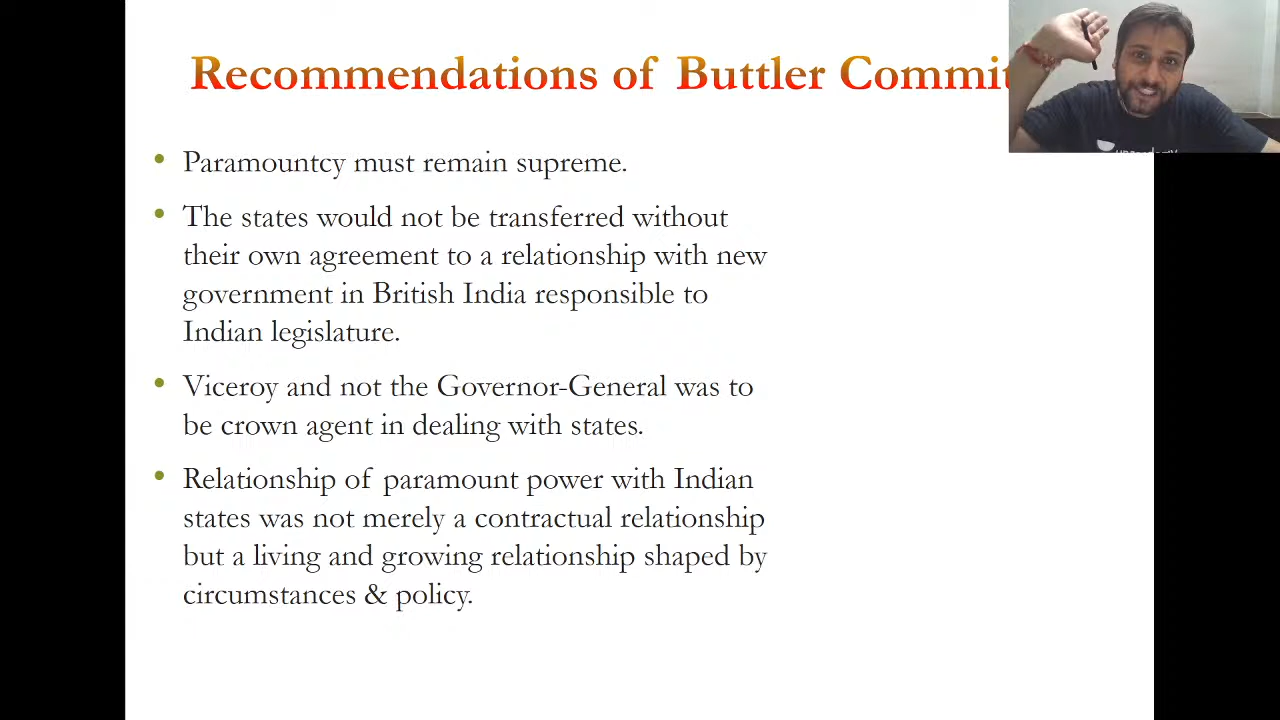 Recommendations of Buttler Commit
• Paramountcy must remain supreme.
• The states would not be transferred without
their own agreement to a relationship with new
government in British India responsible to
Indian legislature.
• Viceroy and not the Governor-General was to
be crown agent in dealing with states.
• Relationship of paramount power with Indian
states was not merely a contractual relationship
but a living and growing relationship shaped by
circumstances & policy.